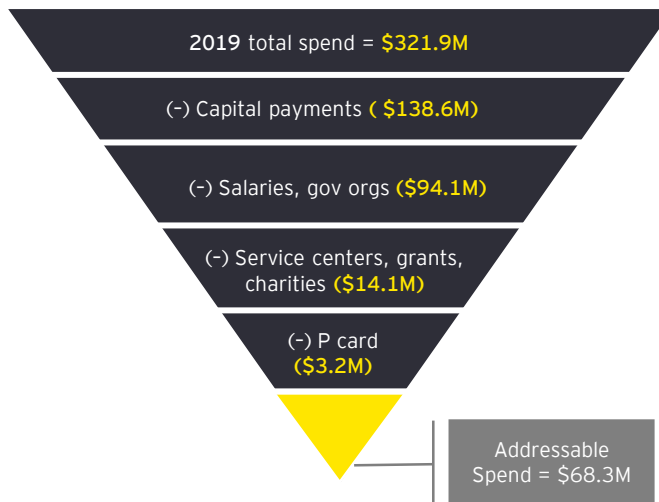 2019 total spend = $321.9M
(–) Capital payments ( $138.6M)
(–) Salaries, gov orgs ($94.1M)
(–) Service centers, grants,
charities ($14.1M)
(–) P card
($3.2M)
Addressable
Spend = $68.3M